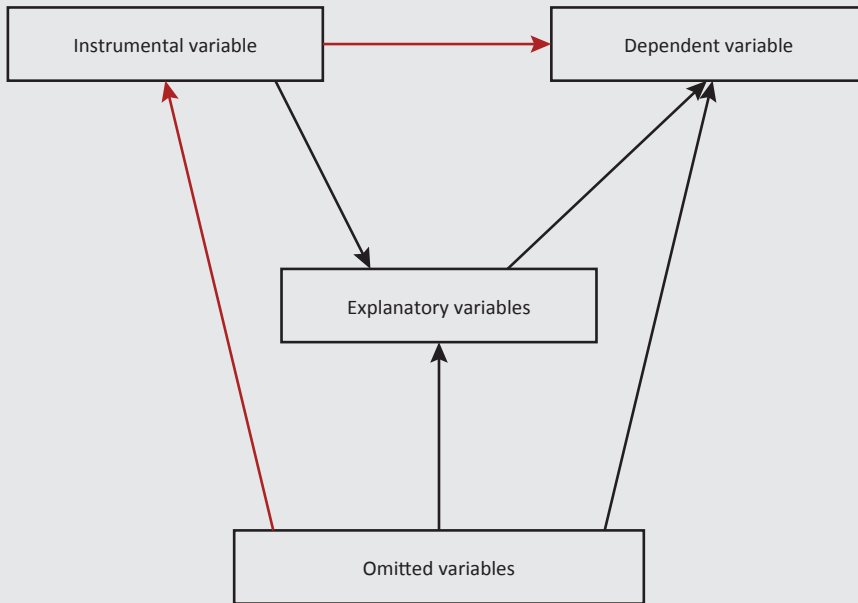 Instrumental variable
Dependent variable
Explanatory variables
Omitted variables